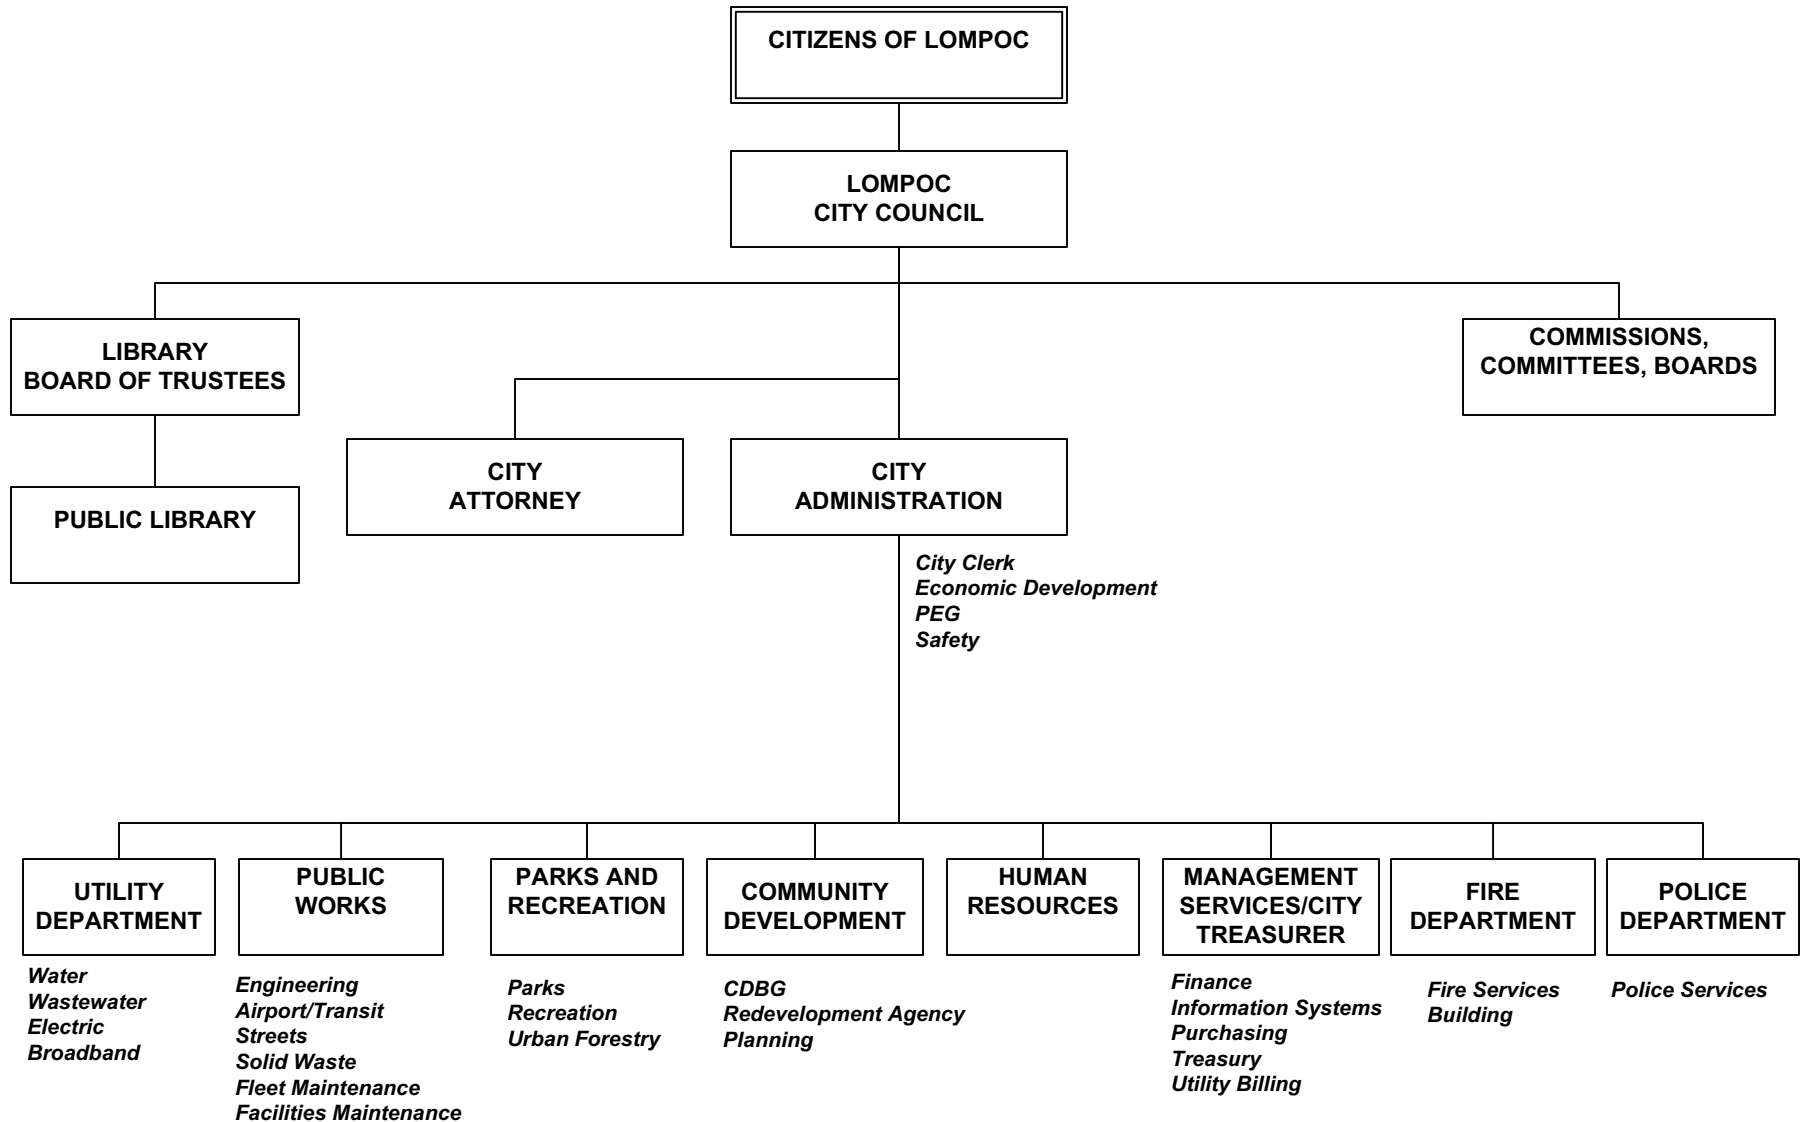 CITIZENS OF LOMPOC
LOMPOC
CITY COUNCIL
LIBRARY
BOARD OF TRUSTEES
COMMISSIONS,
COMMITTEES, BOARDS
PUBLIC LIBRARY
CITY
ATTORNEY
CITY
ADMINISTRATION
City Clerk
Economic Development
PEG
Safety
UTILITY
DEPARTMENT
Water
Wastewater
Electric
Broadband
PUBLIC
WORKS
Engineering
Airport/Transit
Streets
Solid Waste
Fleet Maintenance
Facilities Maintenance
PARKS AND
RECREATION
Parks
Recreation
Urban Forestry
COMMUNITY
DEVELOPMENT
CDBG
Redevelopment Agency
Planning
HUMAN
RESOURCES
MANAGEMENT
SERVICES/CITY
TREASURER
Finance
Information Systems
Purchasing
Treasury
Utility Billing
FIRE
DEPARTMENT
Fire Services
Building
POLICE
DEPARTMENT
Police Services